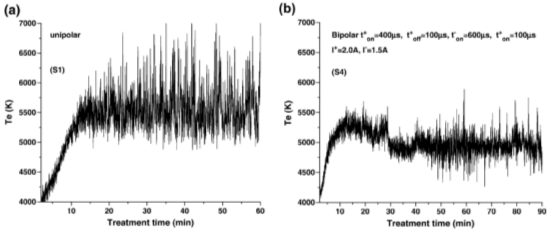 (a)
unipolar
(S1)
Te (K)
7000
6500
6000
5500
5000
4500
4000
10 20 30 40 50 60
Treatment time (min)
(b)
Bipolar t⁺on=400µs, t⁺off=100µs, t⁻on=600µs, t⁺on=100µs
I⁺=2.0A, I⁻=1.5A
(S4)
Te (K)
7000
6500
6000
5500
5000
4500
4000
10 20 30 40 50 60 70 80 90
Treatment time (min)